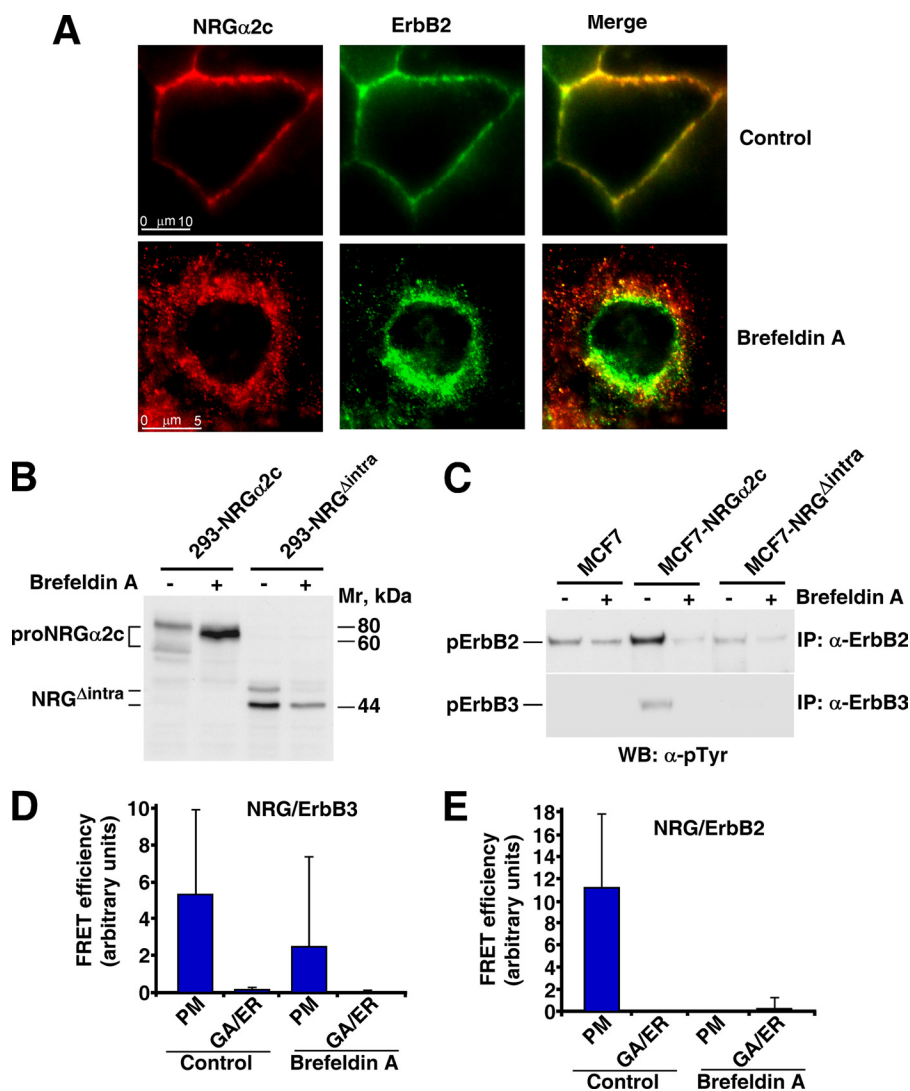 A
NRGα2c ErbB2 Merge
Control
0 μm 10
Brefeldin A
0 μm 5
B
293-NRGα2c
293-NRGΔintra
Brefeldin A - + - + Mr, kDa
proNRGα2c
80
60
NRGΔintra
44
C
MCF7
MCF7-NRGα2c
MCF7-NRGΔintra
- + - + - + Brefeldin A
pErbB2 IP: α-ErbB2
pErbB3 IP: α-ErbB3
WB: α-pTyr
D
NRG/ErbB3
FRET efficiency
(arbitrary units)
10
8
6
4
2
0
PM GA/ER PM GA/ER
Control Brefeldin A
E
NRG/ErbB2
FRET efficiency
(arbitrary units)
18
16
14
12
10
8
6
4
2
0
PM GA/ER PM GA/ER
Control Brefeldin A